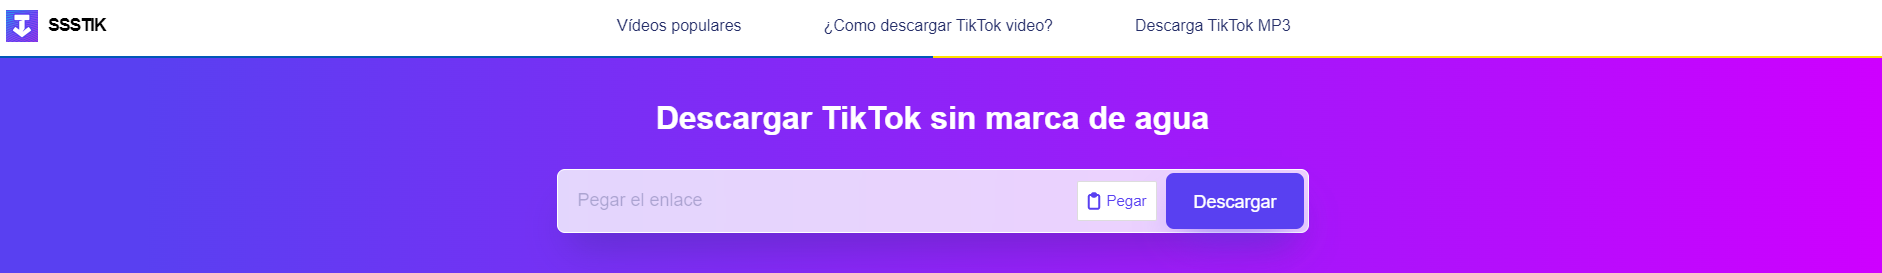 SSSTIK
Vídeos populares
¿Como descargar TikTok video?
Descarga TikTok MP3
Descargar TikTok sin marca de agua
Pegar el enlace
Pegar
Descargar